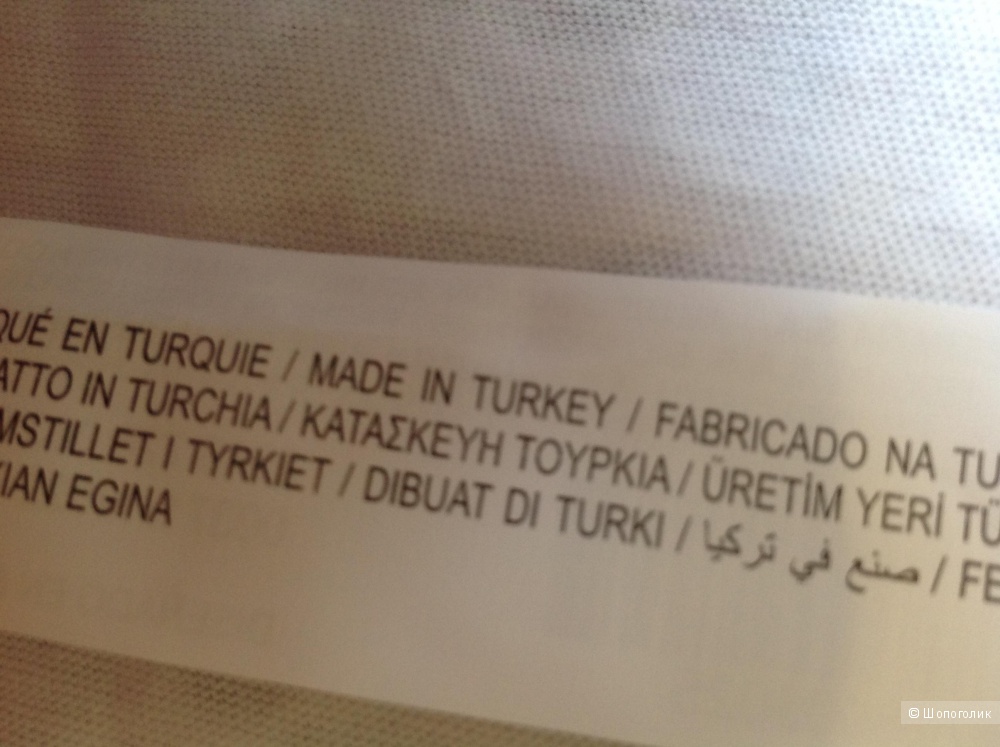 QUÉ EN TURQUIE / MADE IN TURKEY / FABRICADO NA TU
ATTO IN TURCHIA / ΚΑΤΑΣΚΕΥΗ ΤΟΥΡΚΙΑ / ÜRETİM YERİ TÜ
MSTILLET I TYRKIET / DIBUAT DI TURKI / صنع في تركيا / FE
IAN EGINA
© Шопоголик